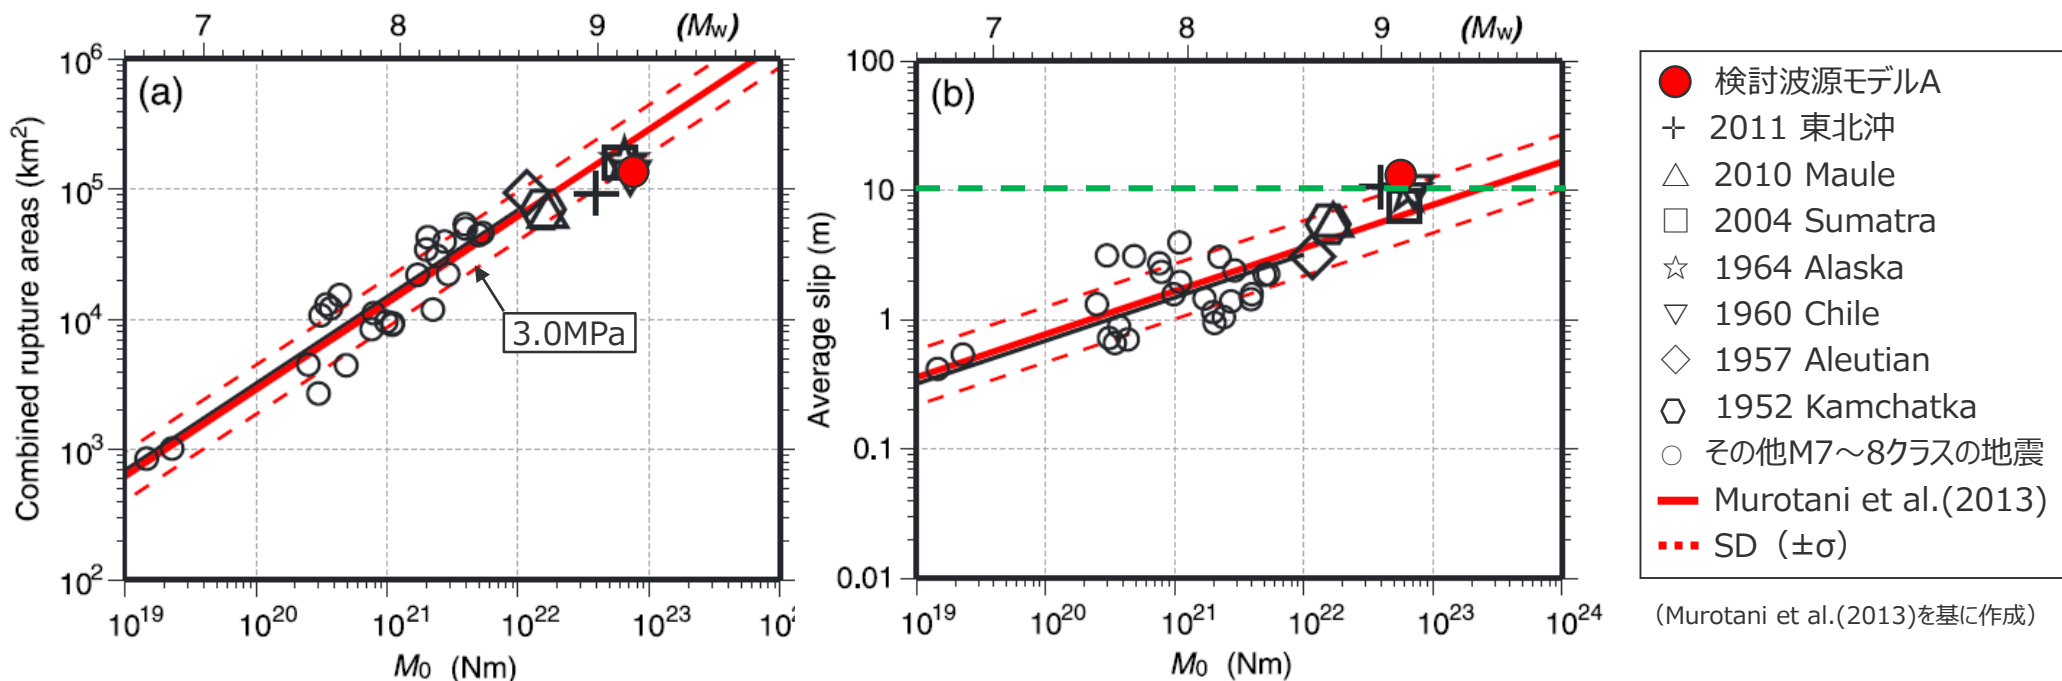 7 8 9 (Mw)
(a)
10^6
10^5
10^4
10^3
10^2
Combined rupture areas (km^2)
3.0MPa
10^19 10^20 10^21 10^22 10^23
M0 (Nm)
7 8 9 (Mw)
(b)
100
10
1
0.1
0.01
Average slip (m)
10^19 10^20 10^21 10^22 10^23 10^24
M0 (Nm)
検討波源モデルA
2011 東北沖
2010 Maule
2004 Sumatra
1964 Alaska
1960 Chile
1957 Aleutian
1952 Kamchatka
その他M7～8クラスの地震
Murotani et al.(2013)
SD（±σ）
（Murotani et al.(2013)を基に作成）